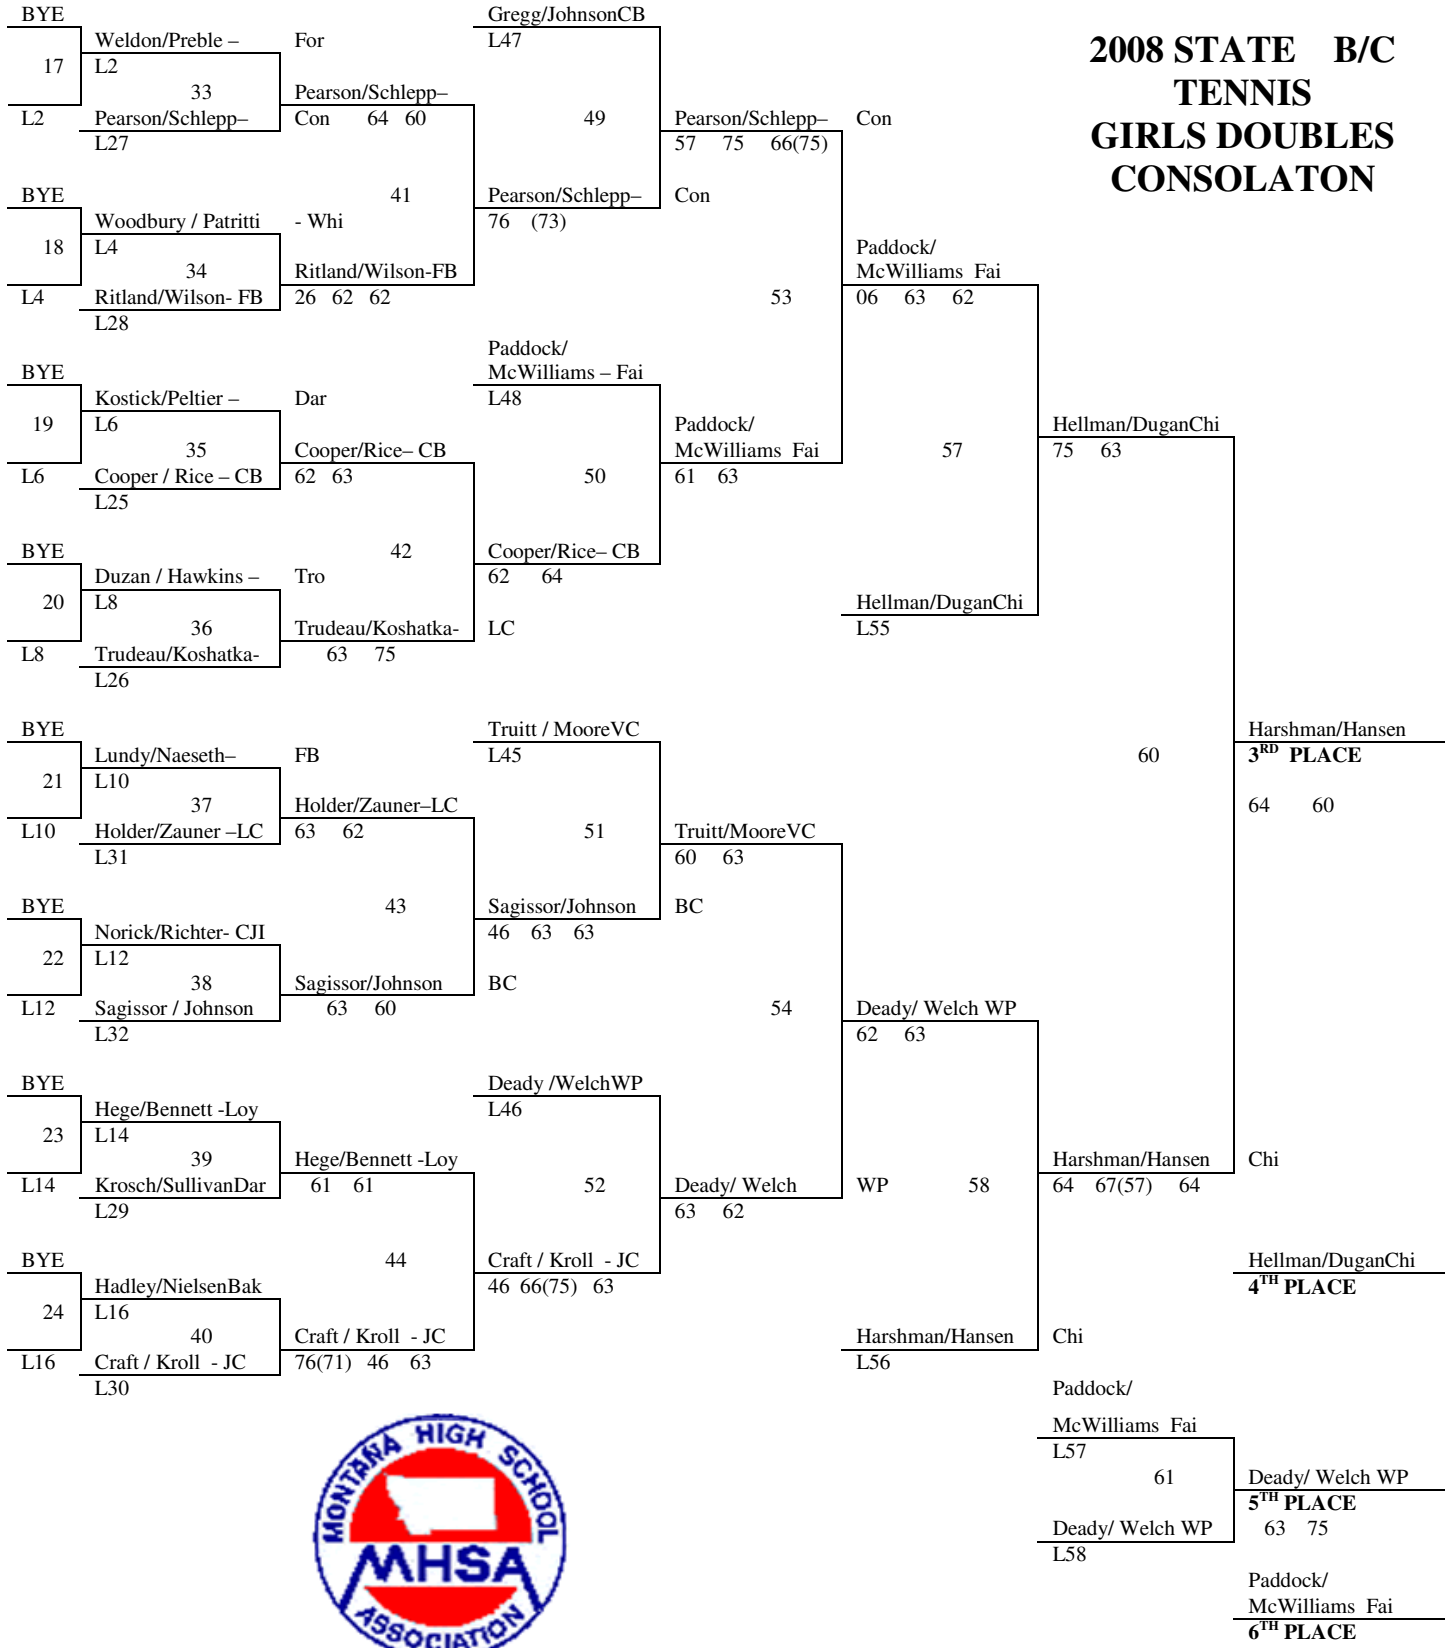 BYE
Gregg/JohnsonCB
Weldon/Preble –
For
L47
2008 STATE B/C
17
L2
TENNIS
33
Pearson/Schlepp–
L2
Pearson/Schlepp–
Con 64 60
49
Pearson/Schlepp–
Con
GIRLS DOUBLES
L27
57 75 66(75)
CONSOLATON
BYE
41
Pearson/Schlepp–
Con
Woodbury / Patritti
- Whi
76 (73)
18
L4
Paddock/
34
Ritland/Wilson-FB
McWilliams Fai
L4
Ritland/Wilson- FB
26 62 62
53
06 63 62
L28
Paddock/
BYE
McWilliams – Fai
Kostick/Peltier –
Dar
L48
19
L6
Paddock/
Hellman/DuganChi
35
Cooper/Rice– CB
McWilliams Fai
57
75 63
L6
Cooper / Rice – CB
62 63
50
61 63
L25
BYE
42
Cooper/Rice– CB
Duzan / Hawkins –
Tro
62 64
20
L8
Hellman/DuganChi
36
Trudeau/Koshatka-
LC
L55
L8
Trudeau/Koshatka-
63 75
L26
BYE
Truitt / MooreVC
Harshman/Hansen
Lundy/Naeseth–
FB
L45
60
3RD PLACE
21
L10
37
Holder/Zauner–LC
64 60
L10
Holder/Zauner –LC
63 62
51
Truitt/MooreVC
L31
60 63
BYE
43
Sagissor/Johnson
BC
Norick/Richter- CJI
46 63 63
22
L12
38
Sagissor/Johnson
BC
L12
Sagissor / Johnson
63 60
54
Deady/ Welch WP
L32
62 63
BYE
Deady /WelchWP
Hege/Bennett -Loy
L46
23
L14
39
Hege/Bennett -Loy
Harshman/Hansen
Chi
L14
Krosch/SullivanDar
61 61
52
Deady/ Welch
WP
58
64 67(57) 64
L29
63 62
BYE
44
Craft / Kroll - JC
Hellman/DuganChi
Hadley/NielsenBak
46 66(75) 63
4TH PLACE
24
L16
40
Craft / Kroll - JC
Harshman/Hansen
Chi
L16
Craft / Kroll - JC
76(71) 46 63
L56
L30
Paddock/
McWilliams Fai
L57
61
Deady/ Welch WP
5TH PLACE
Deady/ Welch WP
63 75
L58
Paddock/
McWilliams Fai
6TH PLACE
MONTANA HIGH SCHOOL
MHSA
ASSOCIATION